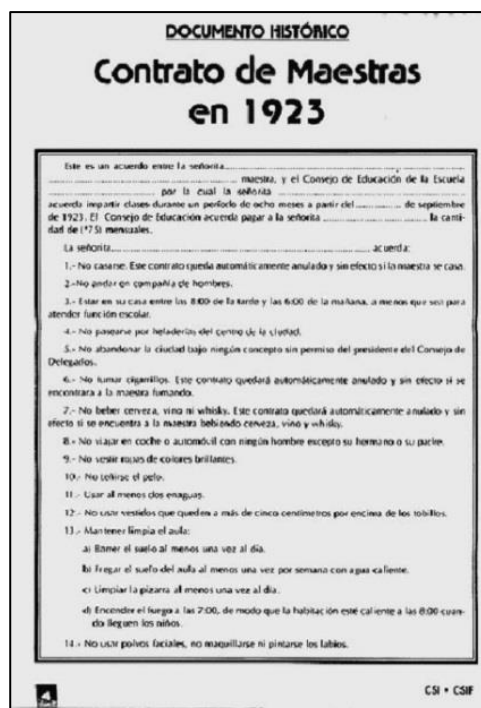 DOCUMENTO HISTÓRICO
Contrato de Maestras
en 1923
Este es un acuerdo entre la señorita
maestra, y el Consejo de Educación de la Escuela
por la cual la señorita
acuerda impartir clases durante un período de ocho meses a partir del de septiembre
de 1923. El Consejo de Educación acuerda pagar a la señorita la canti-
dad de (*75) mensuales.
La señorita acuerda:
1.- No casarse. Este contrato queda automáticamente anulado y sin efecto si la maestra se casa.
2.- No andar en compañía de hombres.
3.- Estar en su casa entre las 8:00 de la tarde y las 6:00 de la mañana, a menos que sea para
atender función escolar.
4.- No pasearse por heladerías del centro de la ciudad.
5.- No abandonar la ciudad bajo ningún concepto sin permiso del presidente del Consejo de
Delegados.
6.- No fumar cigarrillos. Este contrato quedará automáticamente anulado y sin efecto si se
encontrara a la maestra fumando.
7.- No beber cerveza, vino ni whisky. Este contrato quedará automáticamente anulado y sin
efecto si se encuentra a la maestra bebiendo cerveza, vino y whisky.
8.- No viajar en coche o automóvil con ningún hombre excepto su hermano o su padre.
9.- No vestir ropas de colores brillantes.
10.- No teñirse el pelo.
11.- Usar al menos dos enaguas.
12.- No usar vestidos que queden a más de cinco centímetros por encima de los tobillos.
13.- Mantener limpia el aula:
a) Barrer el suelo al menos una vez al día.
b) Fregar el suelo del aula al menos una vez por semana con agua caliente.
c) Limpiar la pizarra al menos una vez al día.
d) Encender el fuego a las 7:00, de modo que la habitación esté caliente a las 8:00 cuan-
do lleguen los niños.
14.- No usar polvos faciales, no maquillarse ni pintarse los labios.
4
CSI • CSIF